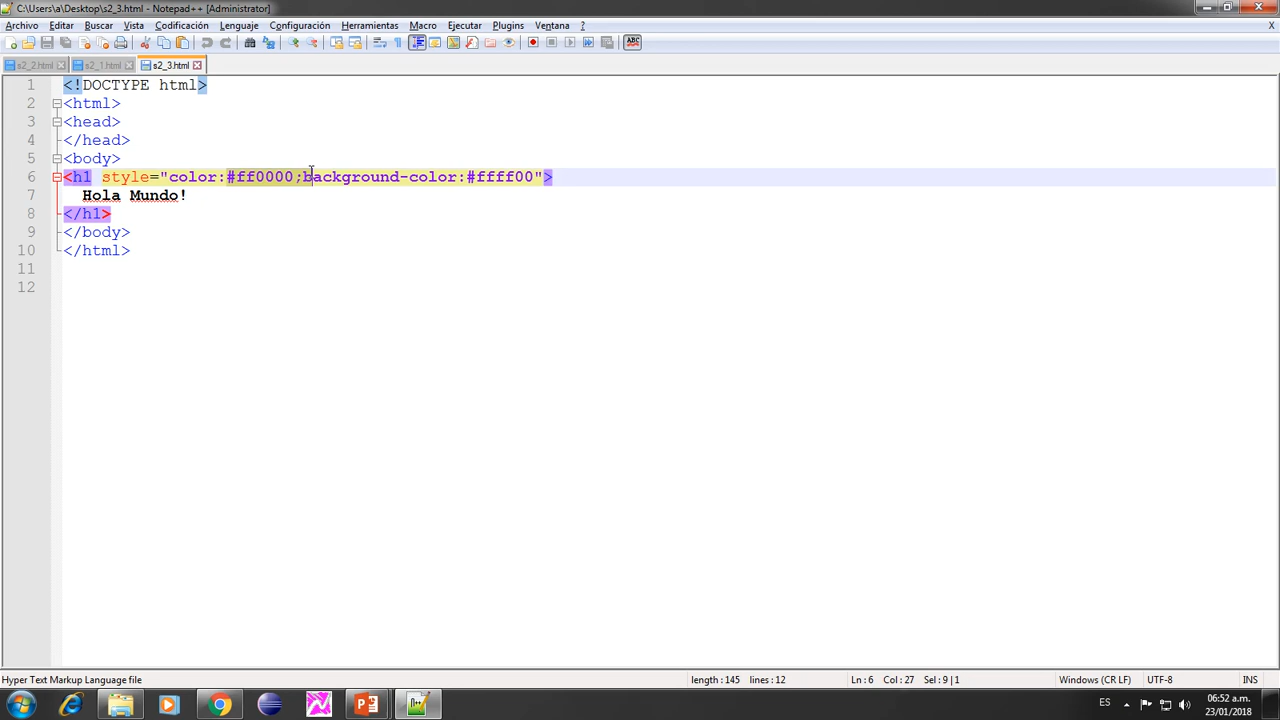 C:\Users\a\Desktop\s2_3.html - Notepad++ [Administrator]
Archivo Editar Buscar Vista Codificación Lenguaje Configuración Herramientas Macro Ejecutar Plugins Ventana ? X
s2_2.html s2_1.html s2_3.html
1 <!DOCTYPE html>
2 <html>
3 <head>
4 </head>
5 <body>
6 <h1 style="color:#ff0000;background-color:#ffff00">
7 Hola Mundo!
8 </h1>
9 </body>
10 </html>
11
12
Hyper Text Markup Language file length : 145 lines : 12 Ln : 6 Col : 27 Sel : 9 | 1 Windows (CR LF) UTF-8 INS
ES 06:52 a.m.
23/01/2018